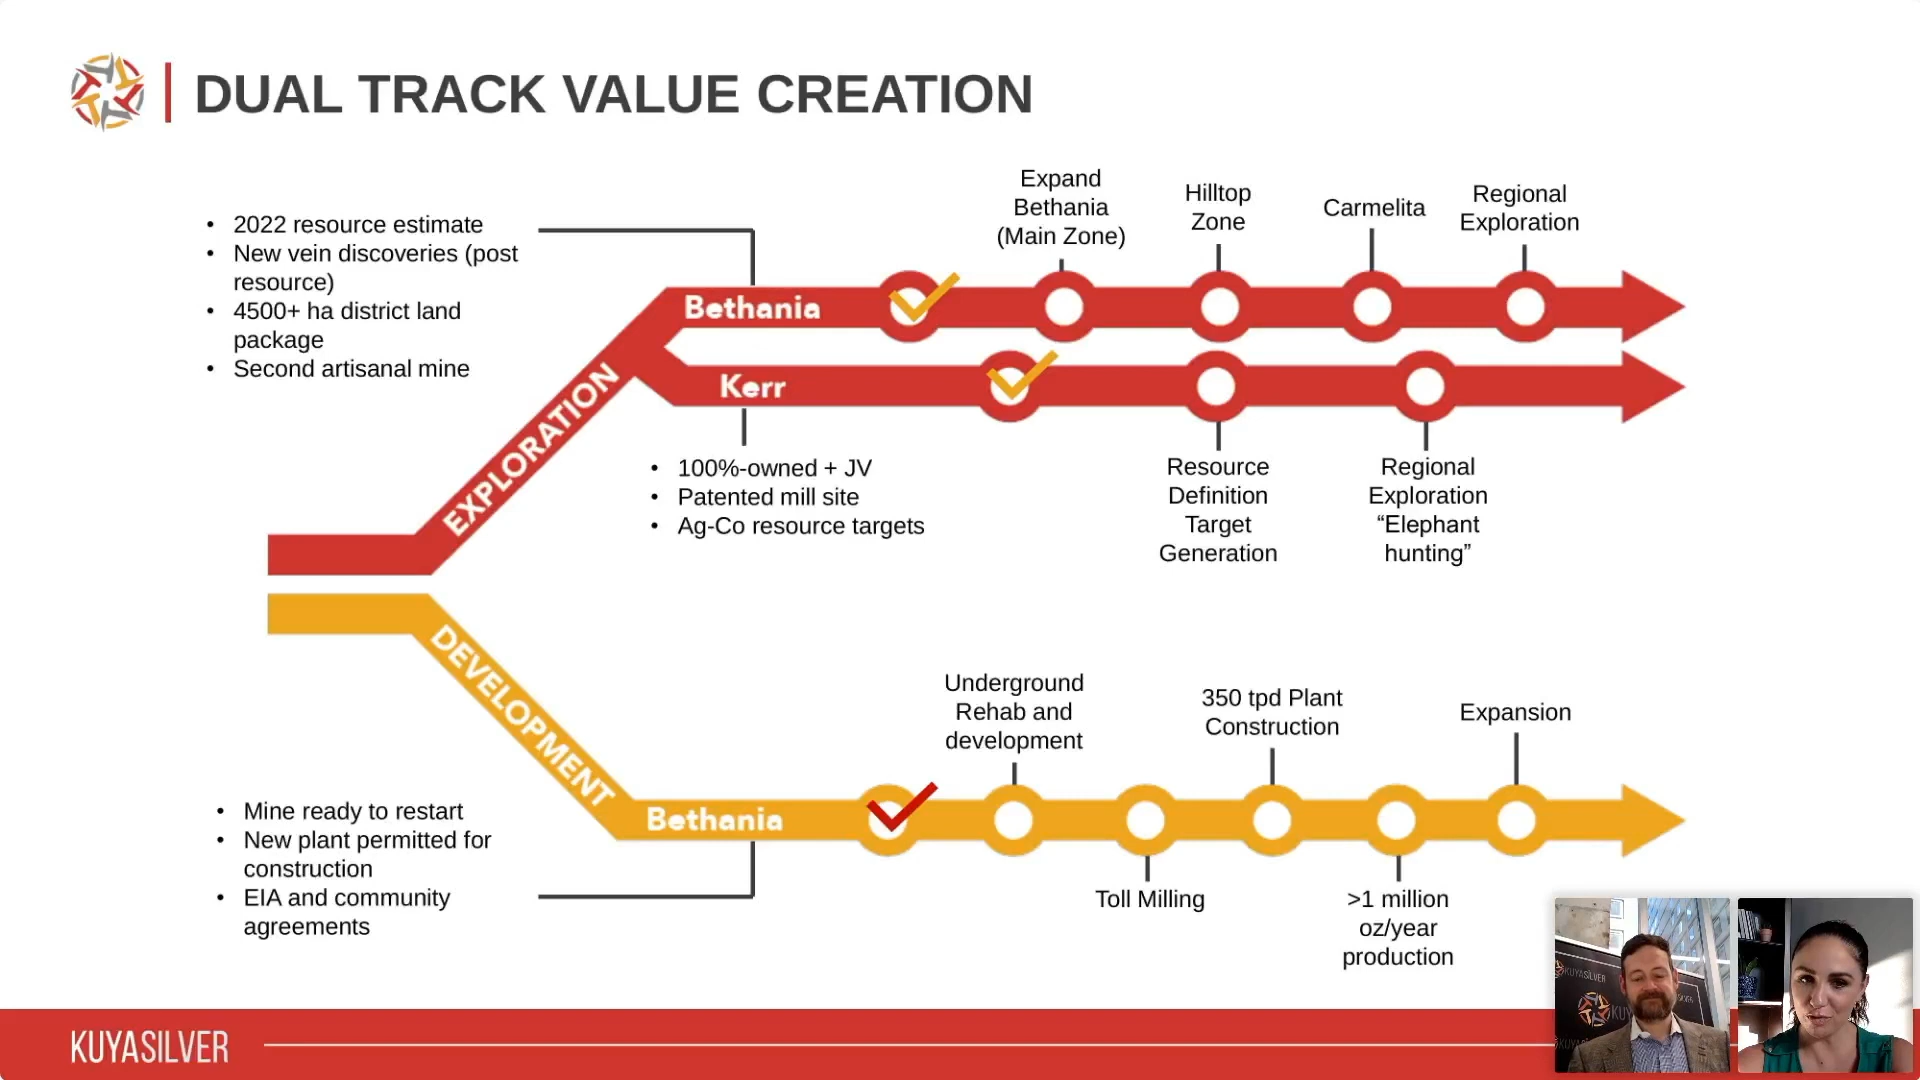 DUAL TRACK VALUE CREATION
• 2022 resource estimate
• New vein discoveries (post
resource)
• 4500+ ha district land
package
• Second artisanal mine
Expand
Bethania
(Main Zone)
Hilltop
Zone
Carmelita
Regional
Exploration
Bethania
Kerr
EXPLORATION
• 100%-owned + JV
• Patented mill site
• Ag-Co resource targets
Resource
Definition
Target
Generation
Regional
Exploration
“Elephant
hunting”
DEVELOPMENT
Underground
Rehab and
development
350 tpd Plant
Construction
Expansion
Bethania
• Mine ready to restart
• New plant permitted for
construction
• EIA and community
agreements
Toll Milling
>1 million
oz/year
production
KUYASILVER
KUYASILVER